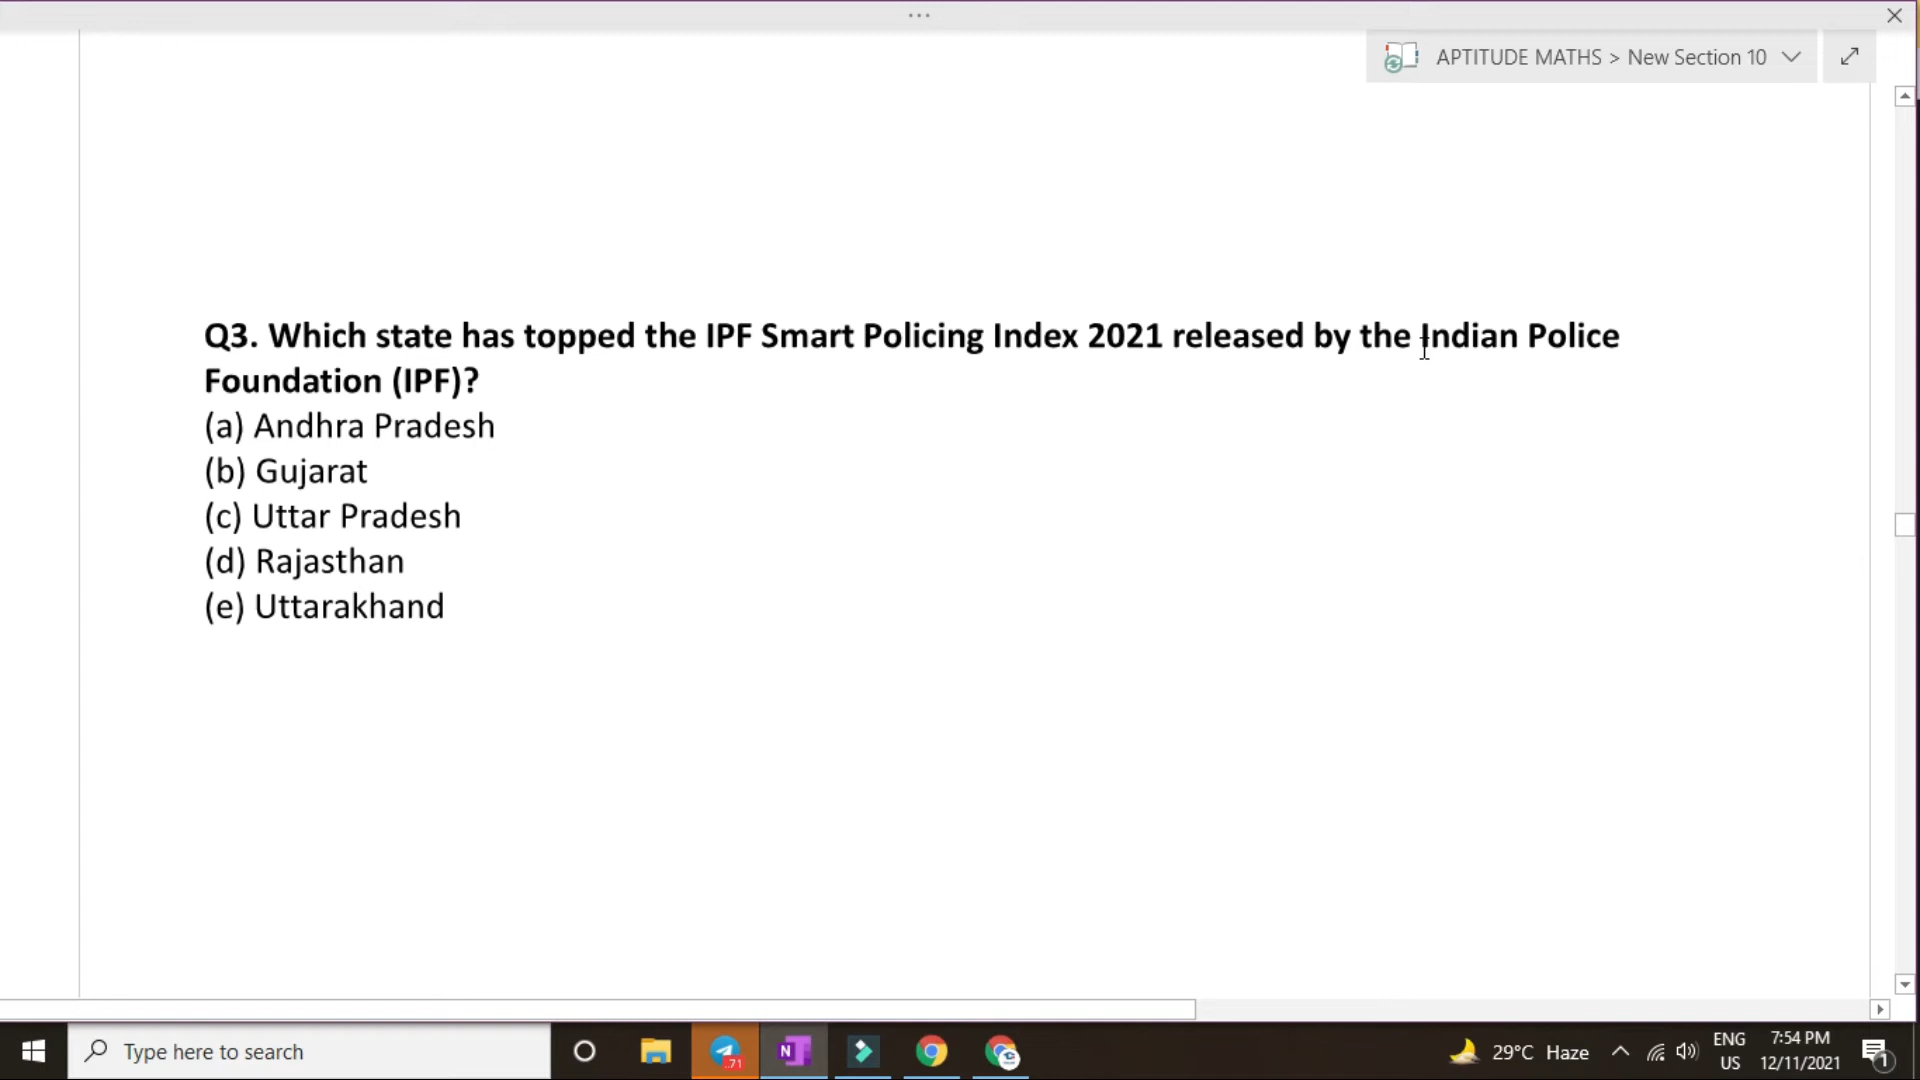 APTITUDE MATHS > New Section 10
Q3. Which state has topped the IPF Smart Policing Index 2021 released by the Indian Police
Foundation (IPF)?
(a) Andhra Pradesh
(b) Gujarat
(c) Uttar Pradesh
(d) Rajasthan
(e) Uttarakhand
Type here to search
..71
N
29°C Haze
ENG
US
7:54 PM
12/11/2021
1